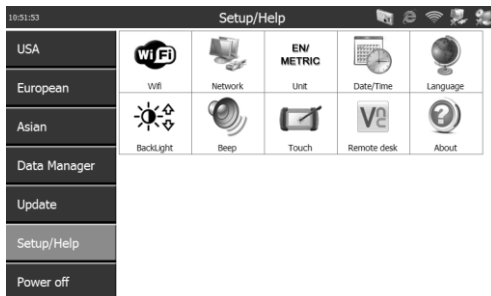 10:51:53
Setup/Help
USA
European
Asian
Data Manager
Update
Setup/Help
Power off
WiFi
EN/
METRIC
Wifi
Network
Unit
Date/Time
Language
VNC
BackLight
Beep
Touch
Remote desk
About